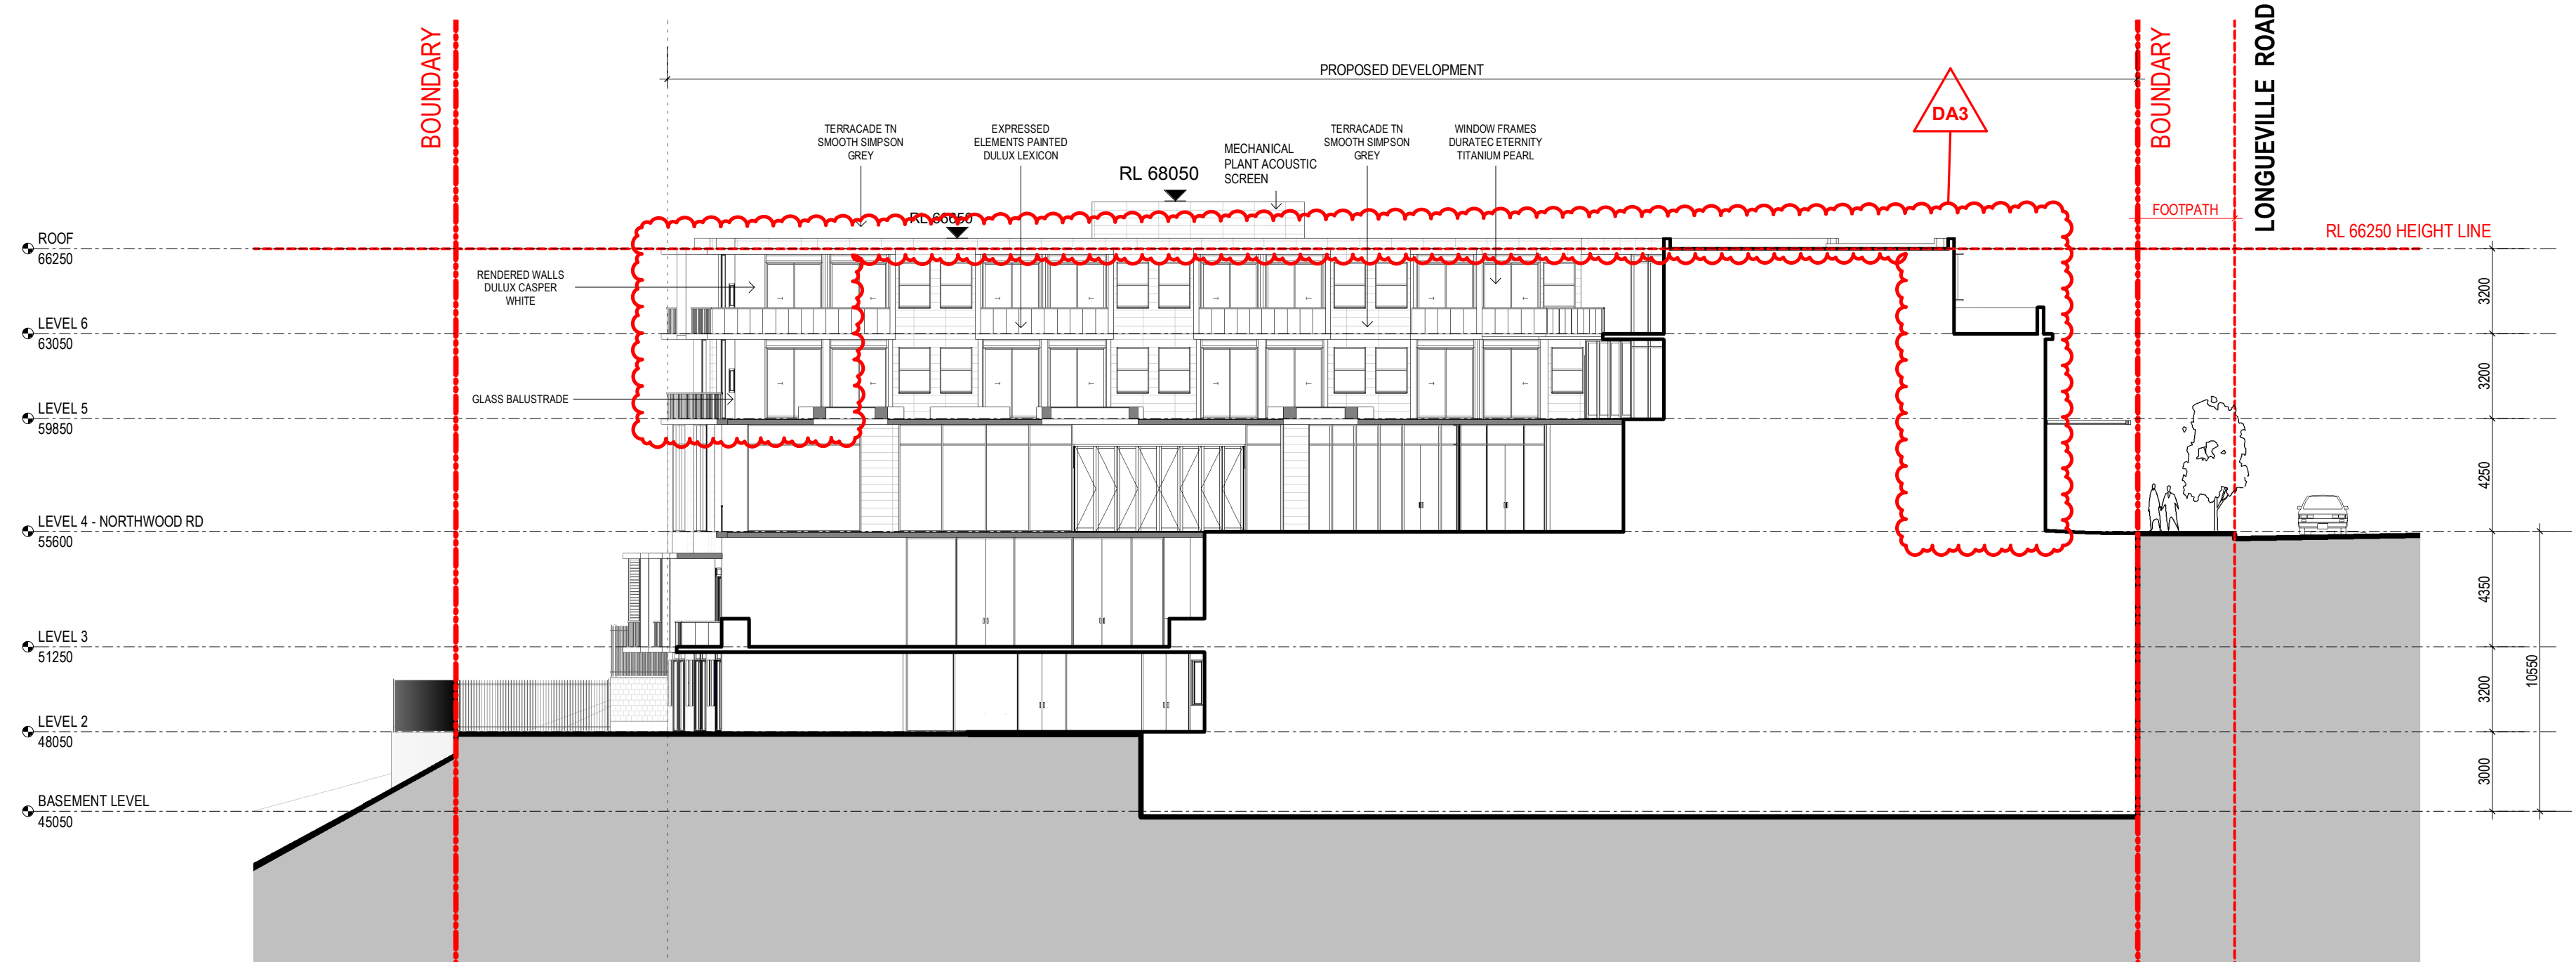 BOUNDARY
PROPOSED DEVELOPMENT
DA3
BOUNDARY
LONGUEVILLE ROAD
TERRACADE TN
SMOOTH SIMPSON
GREY
EXPRESSED
ELEMENTS PAINTED
DULUX LEXICON
RL 68050
MECHANICAL
PLANT ACOUSTIC
SCREEN
TERRACADE TN
SMOOTH SIMPSON
GREY
WINDOW FRAMES
DURATEC ETERNITY
TITANIUM PEARL
FOOTPATH
RL 66650
RL 66250 HEIGHT LINE
ROOF
66250
RENDERED WALLS
DULUX CASPER
WHITE
3200
LEVEL 6
63050
3200
GLASS BALUSTRADE
LEVEL 5
59850
4250
LEVEL 4 - NORTHWOOD RD
55600
4350
LEVEL 3
51250
10550
3200
LEVEL 2
48050
3000
BASEMENT LEVEL
45050